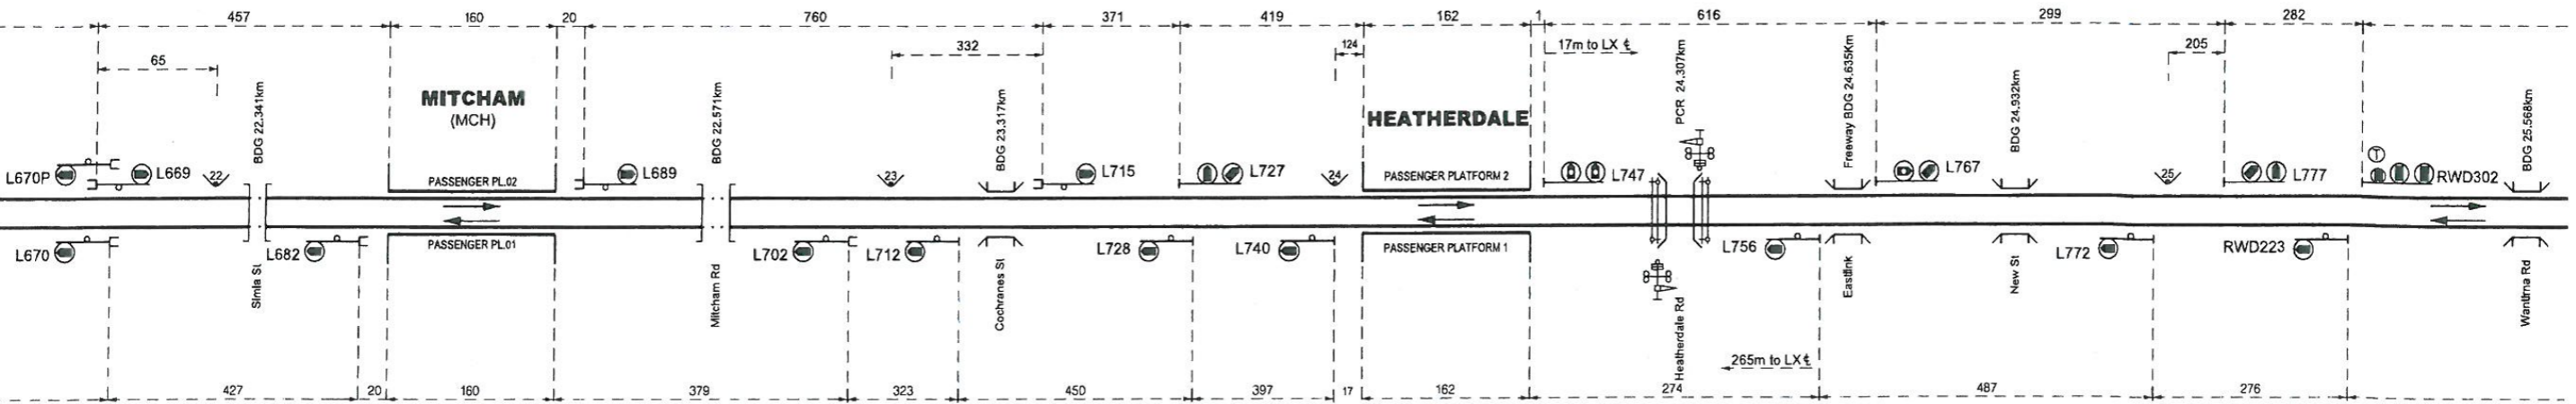 457 160 20 760 371 419 162 1 616 299 282
65 332 124 17m to LX ℄ 205
BDG 22.341km
BDG 22.571km
BDG 23.317km
PCR 24.307km
Freeway BDG 24.635Km
BDG 24.932km
BDG 25.568km
MITCHAM
(MCH)
HEATHERDALE
L670P L669 22 L689 23 L715 L727 24 L747 L767 25 L777 T RWD302
PASSENGER PL.02 PASSENGER PLATFORM 2
PASSENGER PL.01 PASSENGER PLATFORM 1
L670 L682 L702 L712 L728 L740 L756 L772 RWD223
Simla St
Mitcham Rd
Cochranes St
Heatherdale Rd
Eastlink
New St
Wantirna Rd
265m to LX ℄
427 20 160 379 323 450 397 17 162 274 487 276